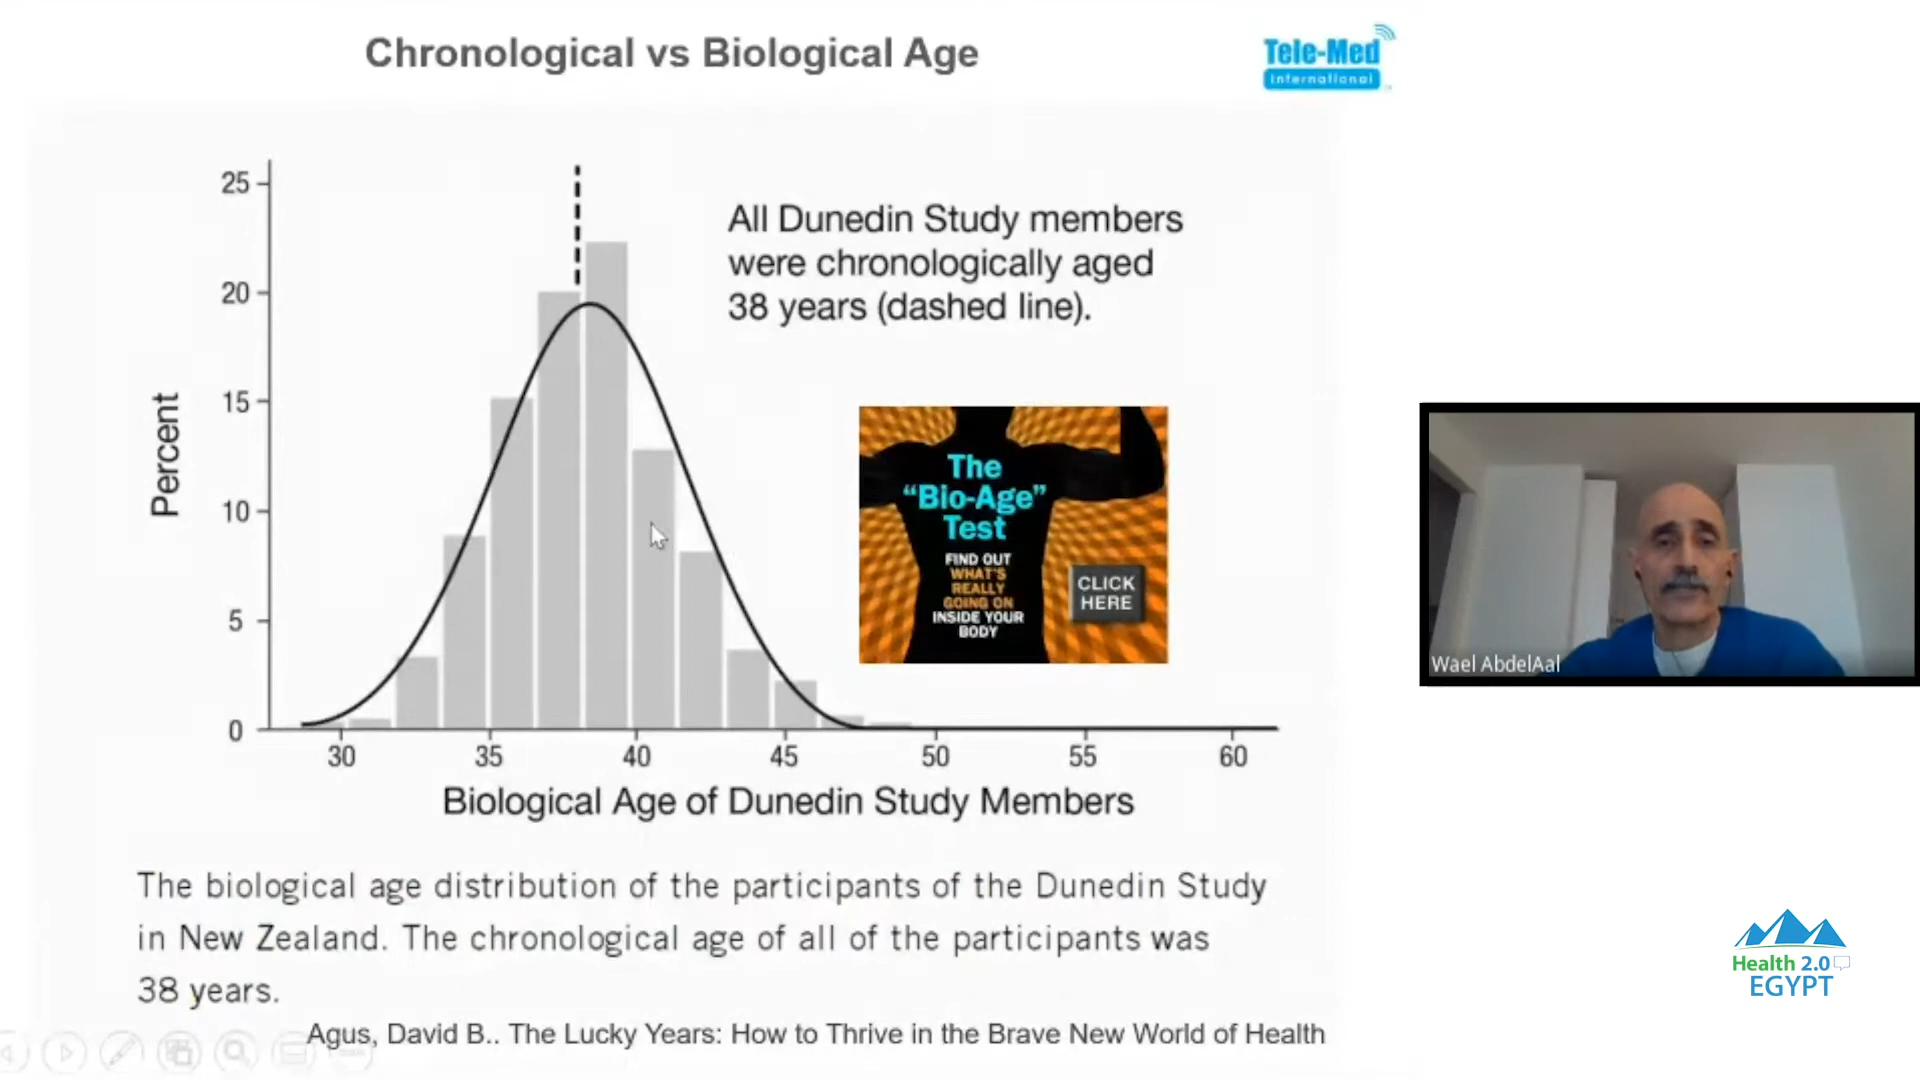 Chronological vs Biological Age
Tele-Med
International
25
20
15
10
5
0
Percent
All Dunedin Study members
were chronologically aged
38 years (dashed line).
The
“Bio-Age”
Test
FIND OUT
WHAT'S
REALLY
GOING ON
INSIDE YOUR
BODY
CLICK
HERE
30 35 40 45 50 55 60
Biological Age of Dunedin Study Members
The biological age distribution of the participants of the Dunedin Study
in New Zealand. The chronological age of all of the participants was
38 years.
Agus, David B.. The Lucky Years: How to Thrive in the Brave New World of Health
Wael AbdelAal
Health 2.0
EGYPT